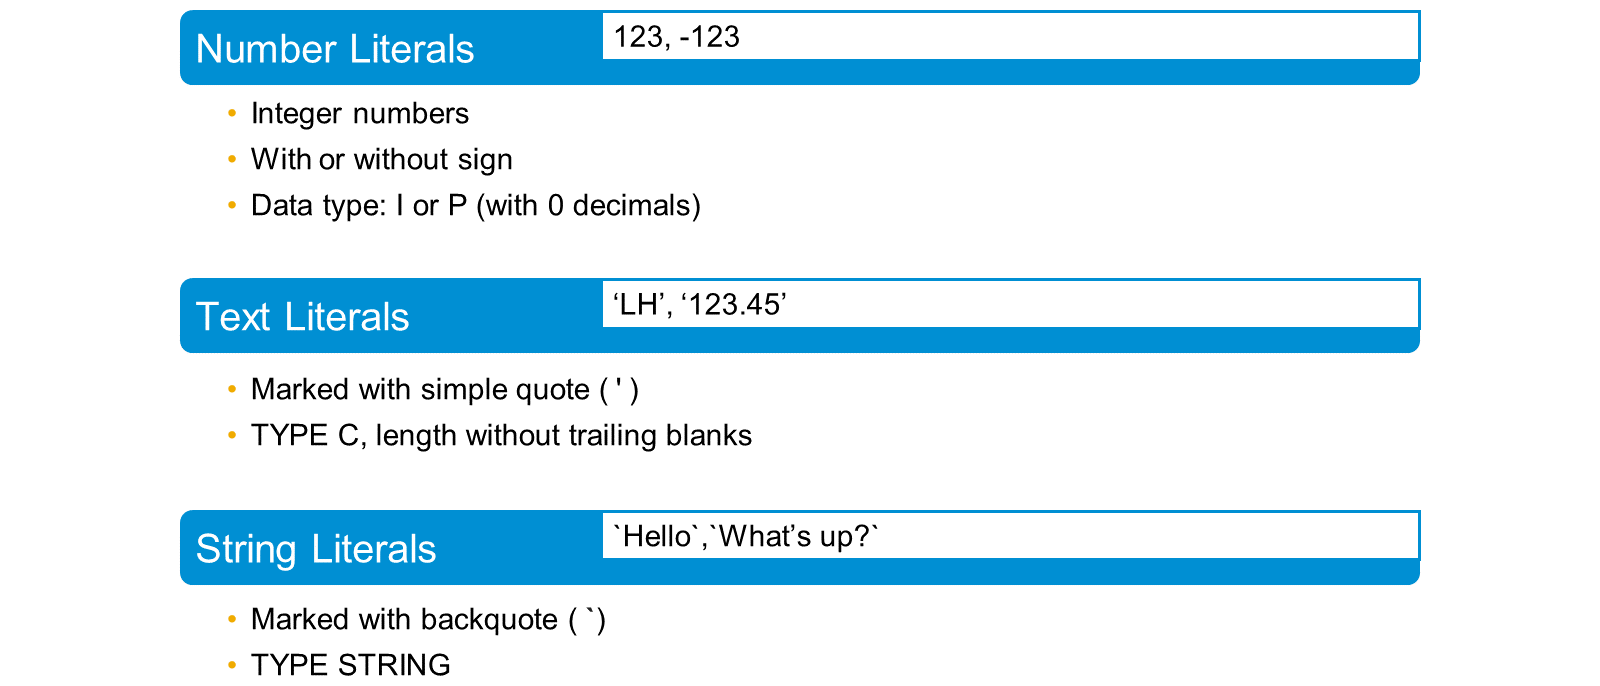 Number Literals
123, -123
• Integer numbers
• With or without sign
• Data type: I or P (with 0 decimals)
Text Literals
‘LH’, ‘123.45’
• Marked with simple quote ( ' )
• TYPE C, length without trailing blanks
String Literals
`Hello`,`What’s up?`
• Marked with backquote ( `)
• TYPE STRING